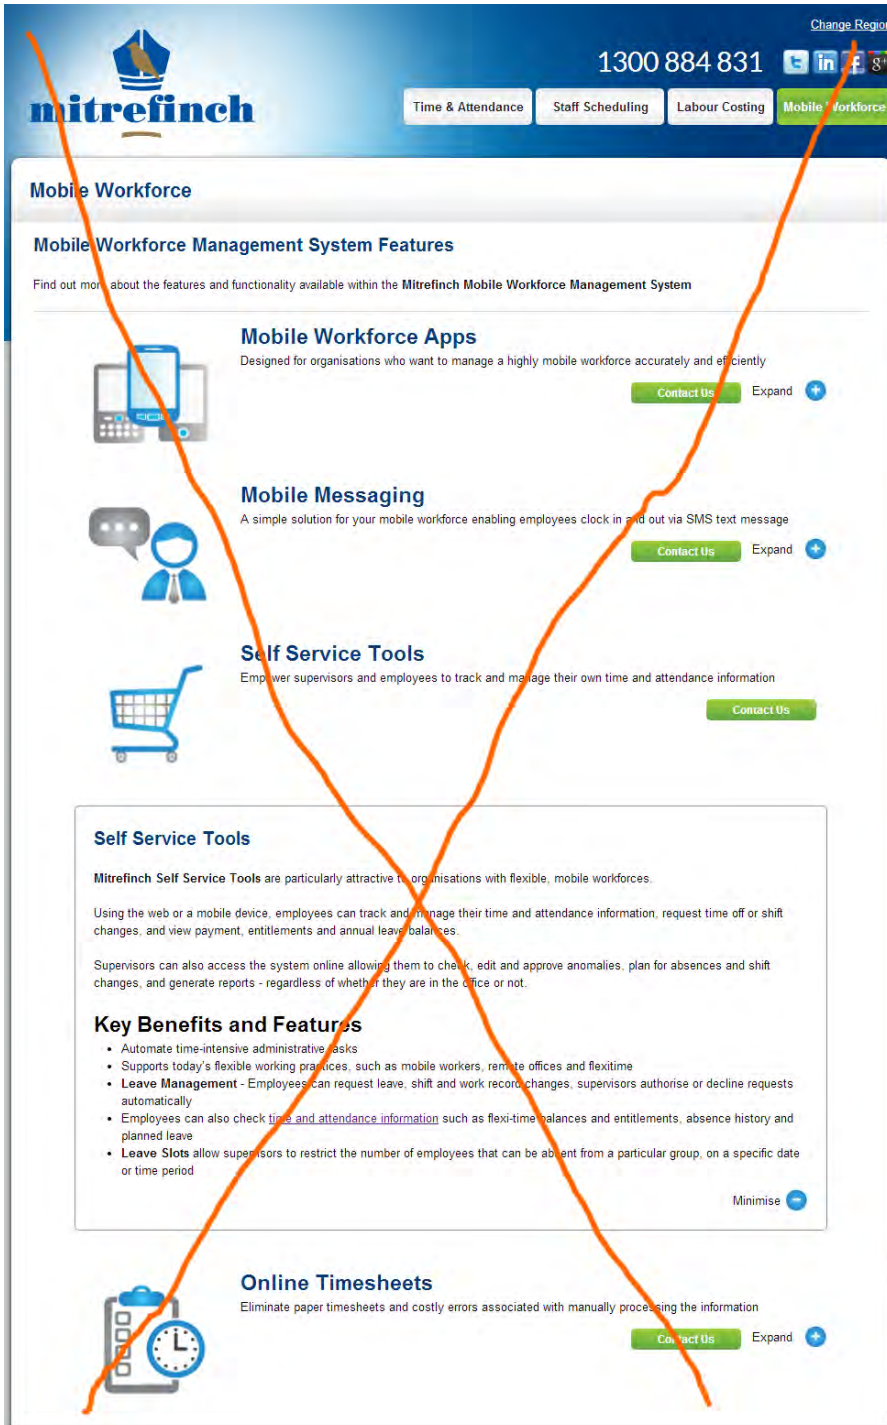 Change Region
1300 884 831
mitrefinch
Time & Attendance
Staff Scheduling
Labour Costing
Mobile Workforce
Mobile Workforce
Mobile Workforce Management System Features
Find out more about the features and functionality available within the Mitrefinch Mobile Workforce Management System
Mobile Workforce Apps
Designed for organisations who want to manage a highly mobile workforce accurately and efficiently
Contact Us
Expand
Mobile Messaging
A simple solution for your mobile workforce enabling employees clock in and out via SMS text message
Contact Us
Expand
Self Service Tools
Empower supervisors and employees to track and manage their own time and attendance information
Contact Us
Self Service Tools
Mitrefinch Self Service Tools are particularly attractive to organisations with flexible, mobile workforces.
Using the web or a mobile device, employees can track and manage their time and attendance information, request time off or shift
changes, and view payment, entitlements and annual leave balances.
Supervisors can also access the system online allowing them to check, edit and approve anomalies, plan for absences and shift
changes, and generate reports - regardless of whether they are in the office or not.
Key Benefits and Features
• Automate time-intensive administrative tasks
• Supports today's flexible working practices, such as mobile workers, remote offices and flexitime
• Leave Management - Employees can request leave, shift and work record changes, supervisors authorise or decline requests
automatically
• Employees can also check time and attendance information such as flexi-time balances and entitlements, absence history and
planned leave
• Leave Slots allow supervisors to restrict the number of employees that can be absent from a particular group, on a specific date
or time period
Minimise
Online Timesheets
Eliminate paper timesheets and costly errors associated with manually processing the information
Contact Us
Expand